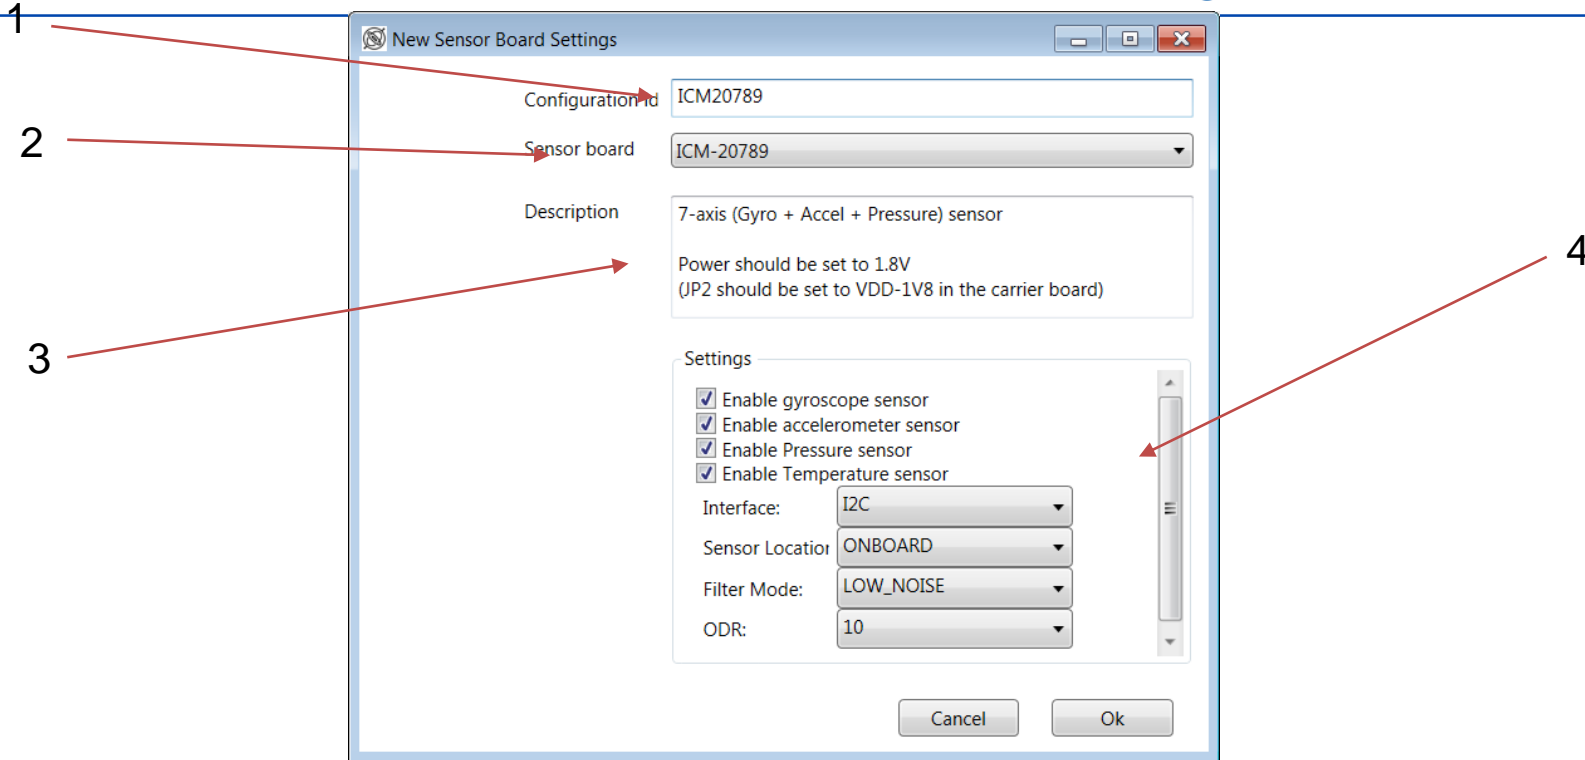 1
New Sensor Board Settings
Configuration Id ICM20789
2
Sensor board ICM-20789
Description
7-axis (Gyro + Accel + Pressure) sensor
Power should be set to 1.8V
(JP2 should be set to VDD-1V8 in the carrier board)
4
3
Settings
Enable gyroscope sensor
Enable accelerometer sensor
Enable Pressure sensor
Enable Temperature sensor
Interface: I2C
Sensor Location ONBOARD
Filter Mode: LOW_NOISE
ODR: 10
Cancel Ok